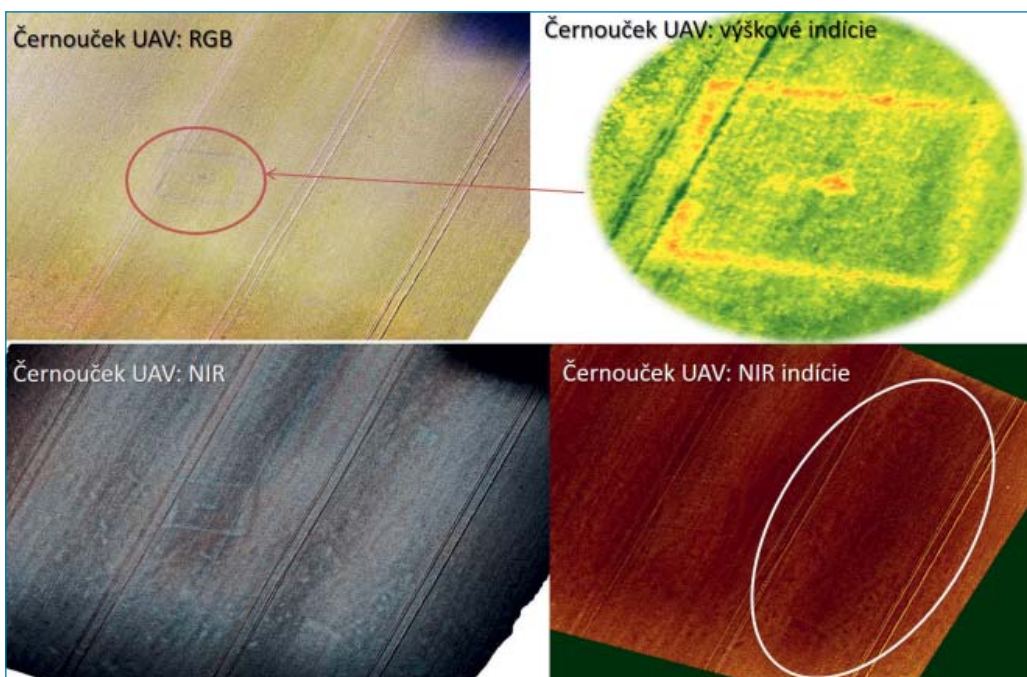 Černouček UAV: RGB
Černouček UAV: výškové indície
Černouček UAV: NIR
Černouček UAV: NIR indície